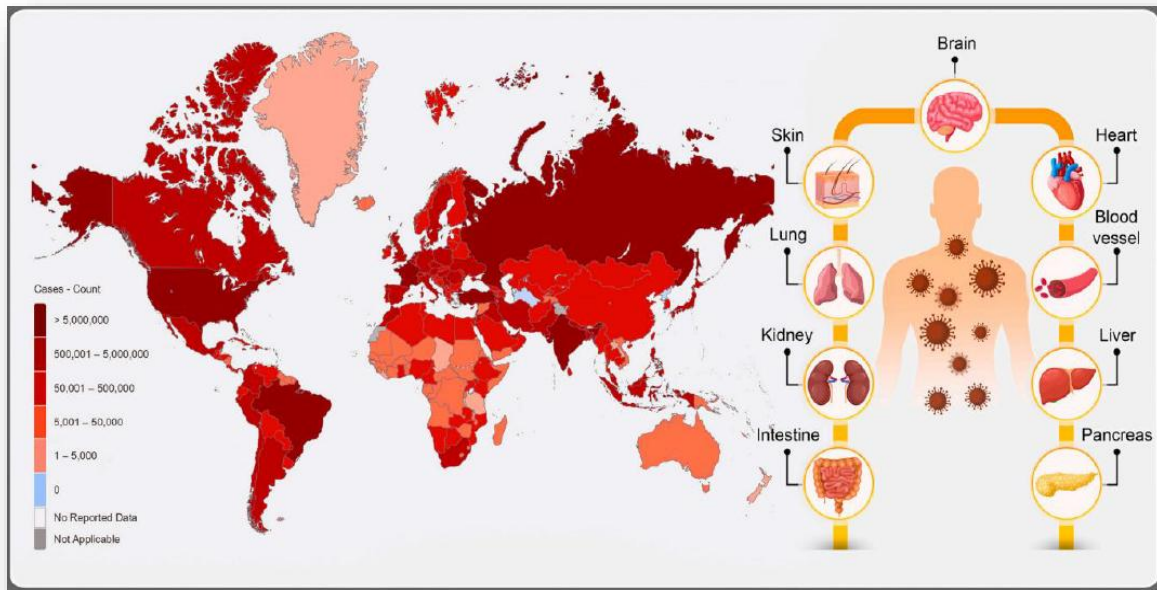 Cases - Count
> 5,000,000
500,001 – 5,000,000
50,001 – 500,000
5,001 – 50,000
1 – 5,000
0
No Reported Data
Not Applicable
Brain
Skin
Heart
Lung
Blood
vessel
Kidney
Liver
Intestine
Pancreas